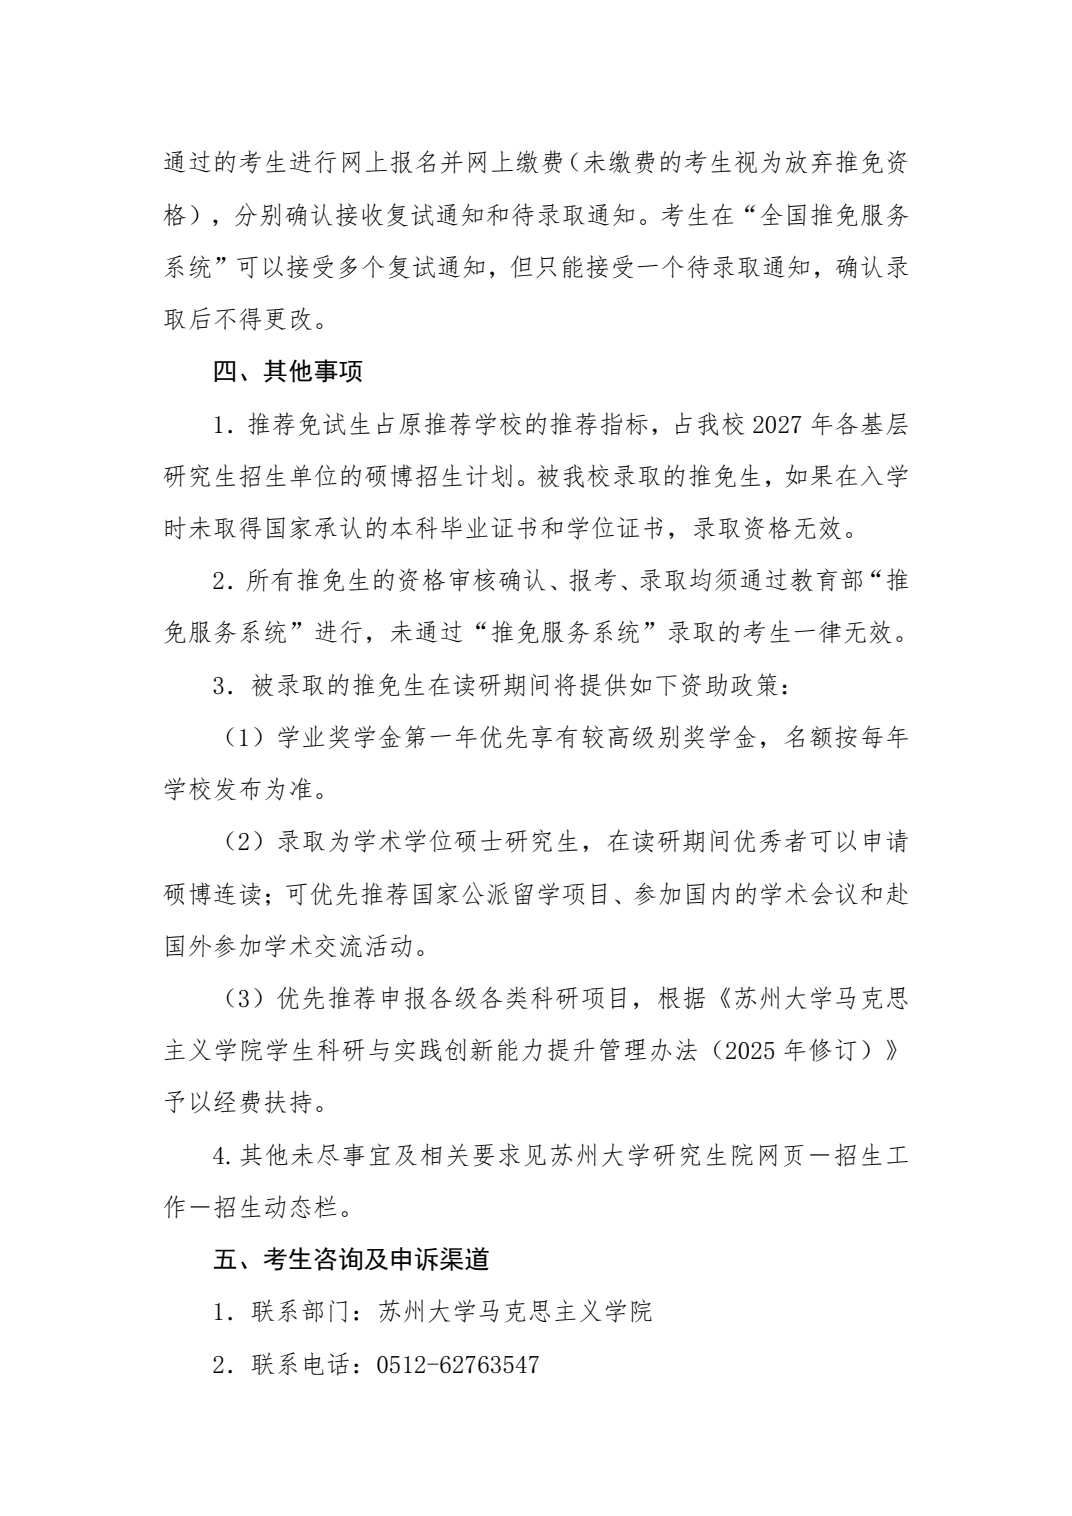 通过的考生进行网上报名并网上缴费（未缴费的考生视为放弃推免资
格），分别确认接收复试通知和待录取通知。考生在“全国推免服务
系统”可以接受多个复试通知，但只能接受一个待录取通知，确认录
取后不得更改。
四、其他事项
1．推荐免试生占原推荐学校的推荐指标，占我校 2027 年各基层
研究生招生单位的硕博招生计划。被我校录取的推免生，如果在入学
时未取得国家承认的本科毕业证书和学位证书，录取资格无效。
2．所有推免生的资格审核确认、报考、录取均须通过教育部“推
免服务系统”进行，未通过“推免服务系统”录取的考生一律无效。
3．被录取的推免生在读研期间将提供如下资助政策：
（1）学业奖学金第一年优先享有较高级别奖学金，名额按每年
学校发布为准。
（2）录取为学术学位硕士研究生，在读研期间优秀者可以申请
硕博连读；可优先推荐国家公派留学项目、参加国内的学术会议和赴
国外参加学术交流活动。
（3）优先推荐申报各级各类科研项目，根据《苏州大学马克思
主义学院学生科研与实践创新能力提升管理办法（2025 年修订）》
予以经费扶持。
4.其他未尽事宜及相关要求见苏州大学研究生院网页－招生工
作－招生动态栏。
五、考生咨询及申诉渠道
1．联系部门：苏州大学马克思主义学院
2．联系电话：0512-62763547